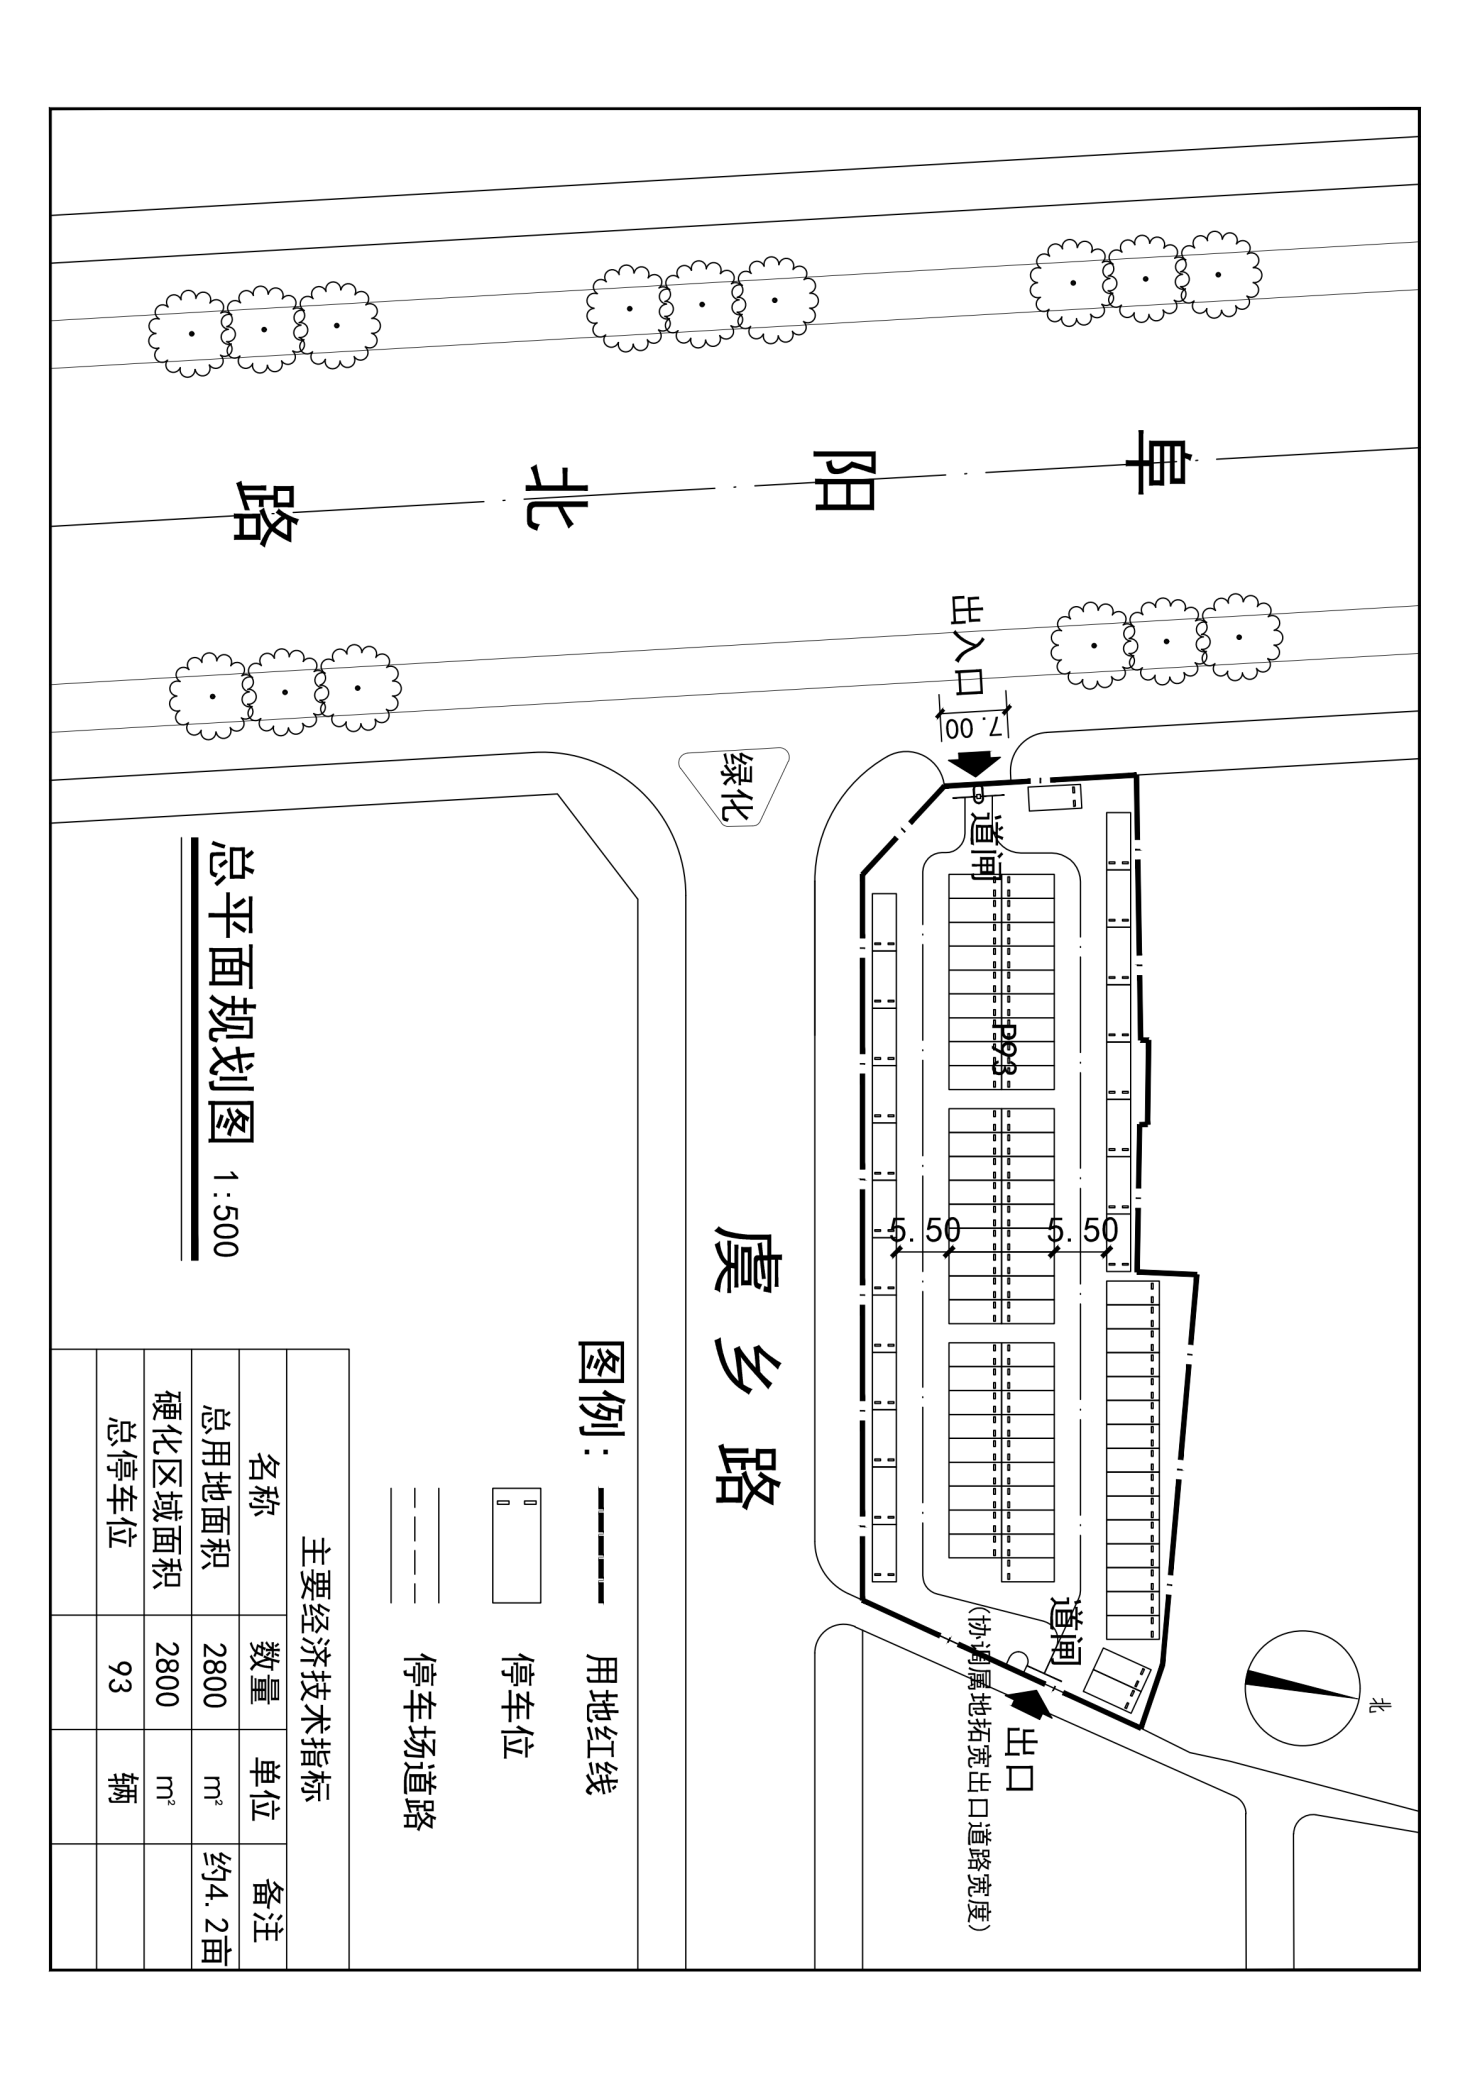 阜阳北路
出入口
7.00
绿化
道闸
P93
5.50
5.50
虞乡路
道闸
出口
(协调属地拓宽出口道路宽度)
北
总平面规划图 1:500
图例:
用地红线
停车位
停车场道路
主要经济技术指标
名称 数量 单位 备注
总用地面积 2800 m² 约4.2亩
硬化区域面积 2800 m²
总停车位 93 辆